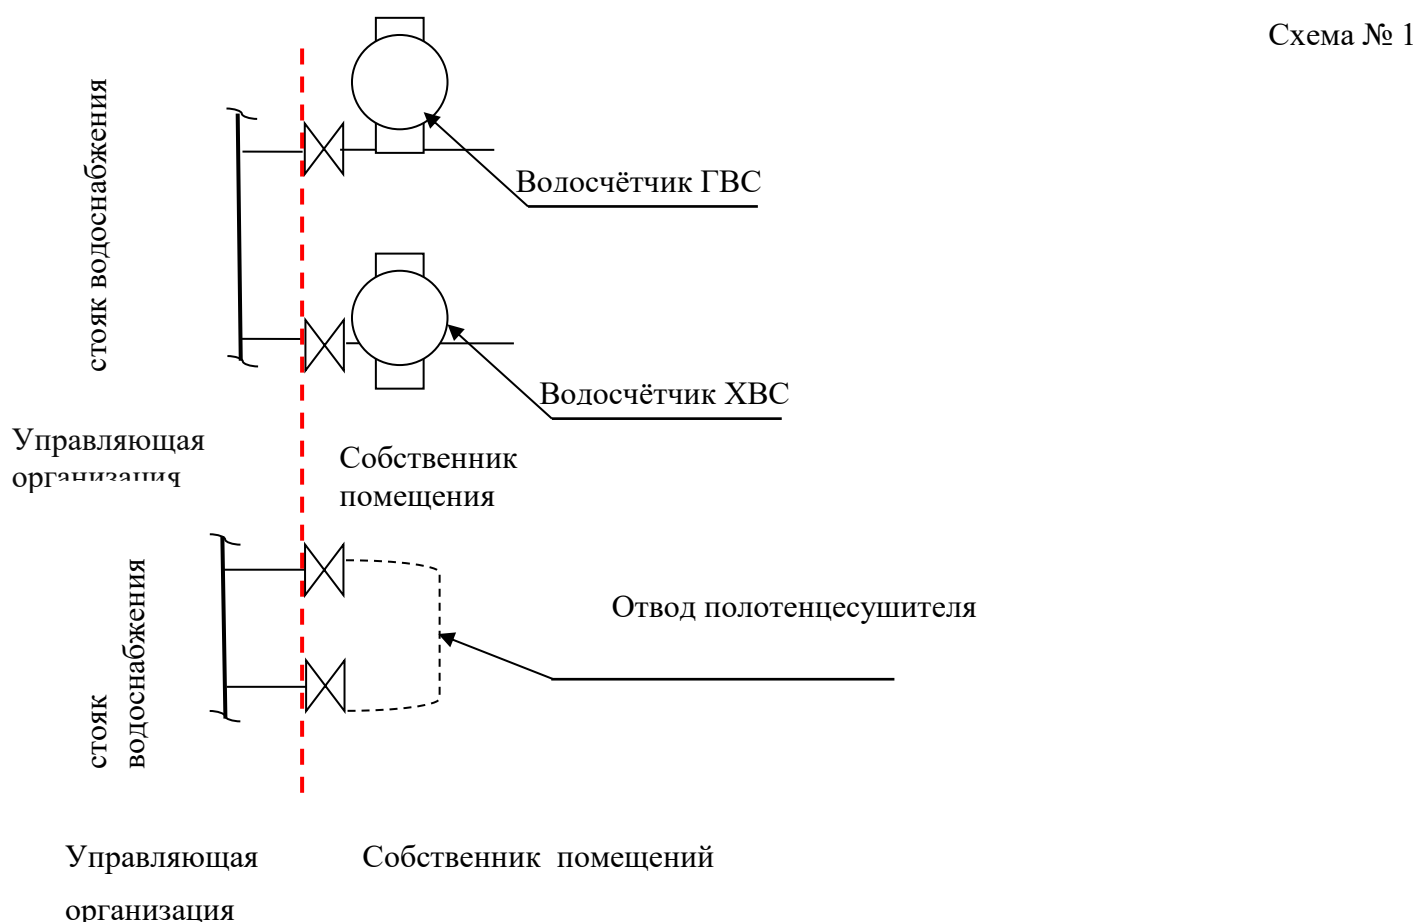 Схема № 1
стояк водоснабжения
Водосчётчик ГВС
Водосчётчик ХВС
Управляющая
организация
Собственник
помещения
стояк
водоснабжения
Отвод полотенцесушителя
Управляющая
организация
Собственник помещений